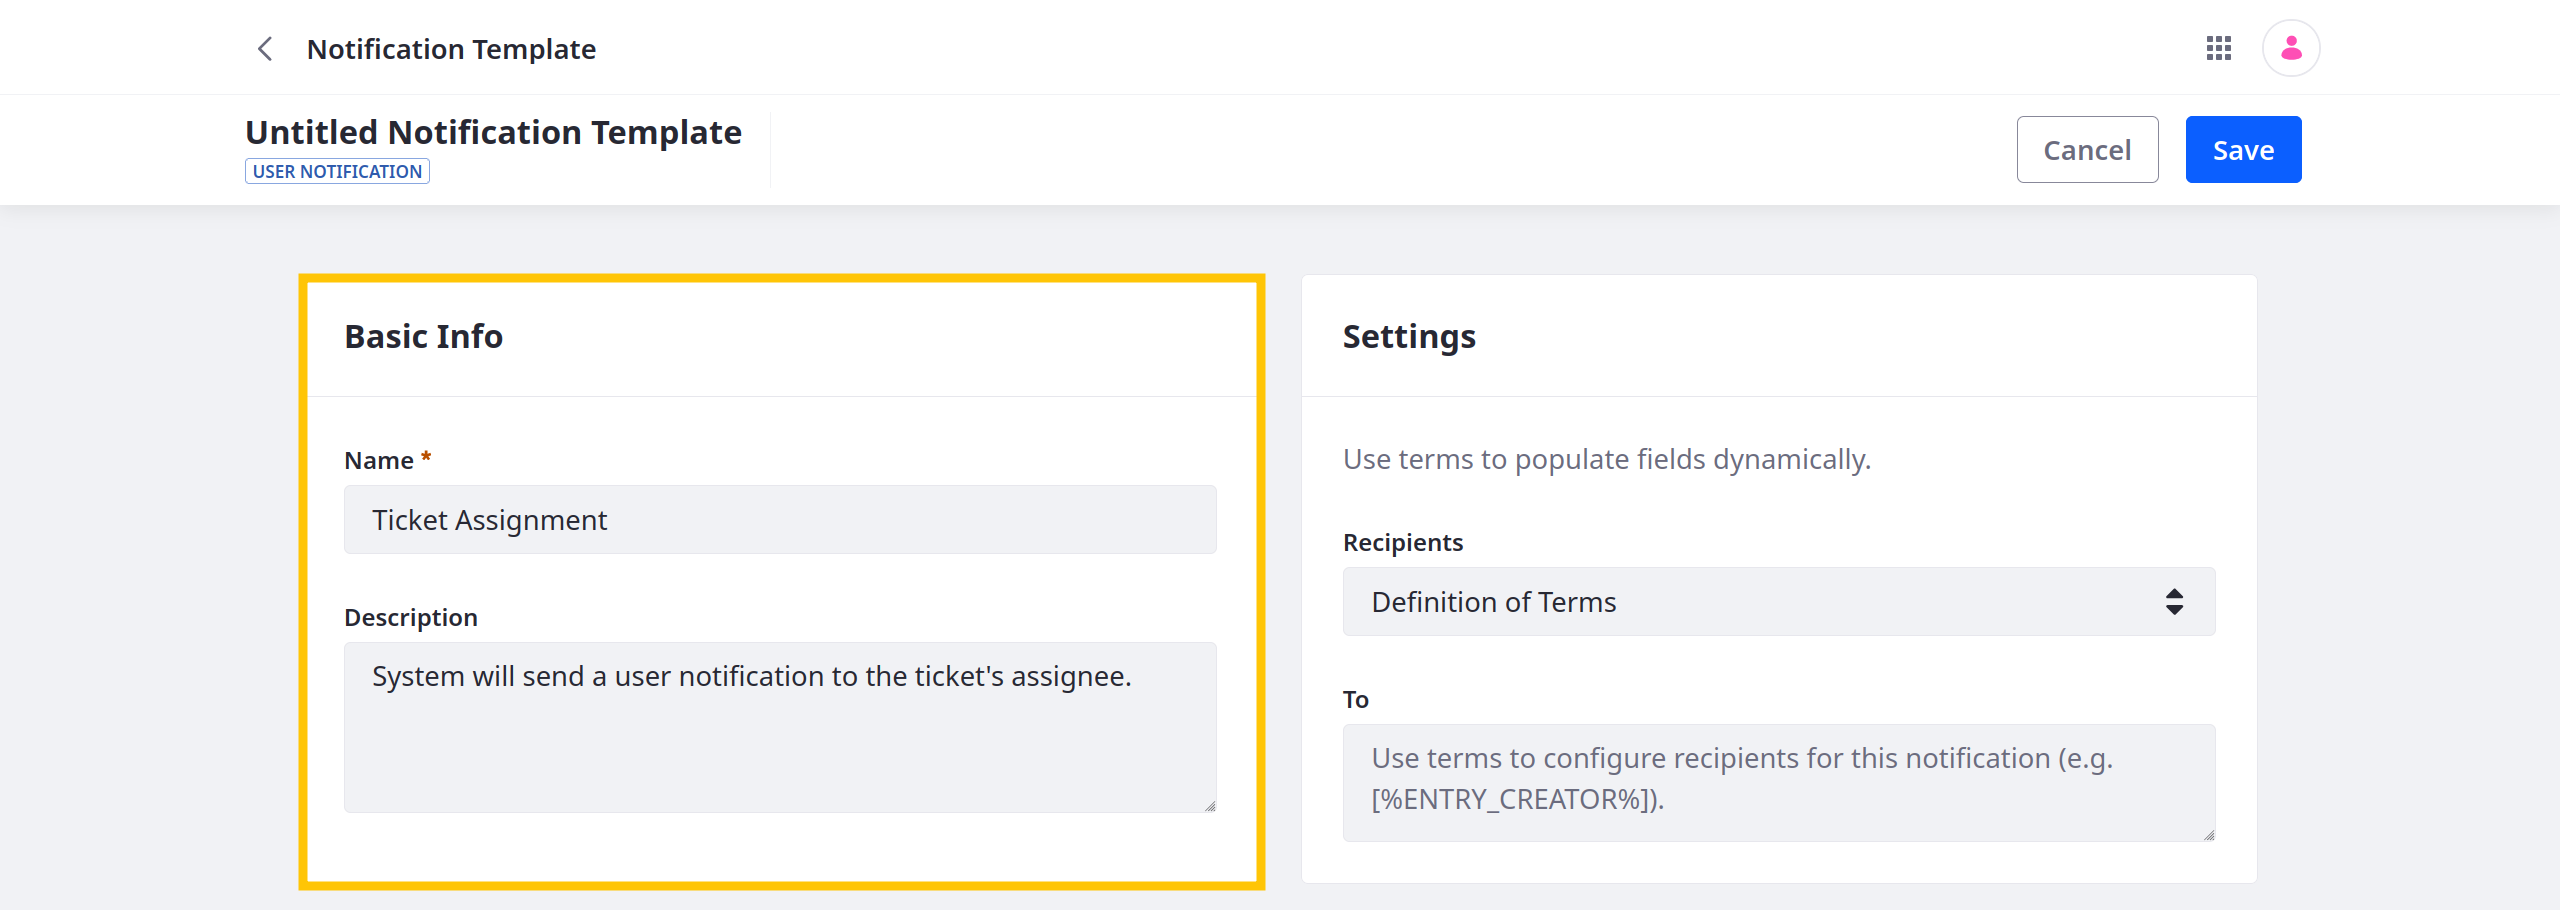 Notification Template
Untitled Notification Template
USER NOTIFICATION
Cancel
Save
Basic Info
Name *
Ticket Assignment
Description
System will send a user notification to the ticket's assignee.
Settings
Use terms to populate fields dynamically.
Recipients
Definition of Terms
To
Use terms to configure recipients for this notification (e.g.
[%ENTRY_CREATOR%]).